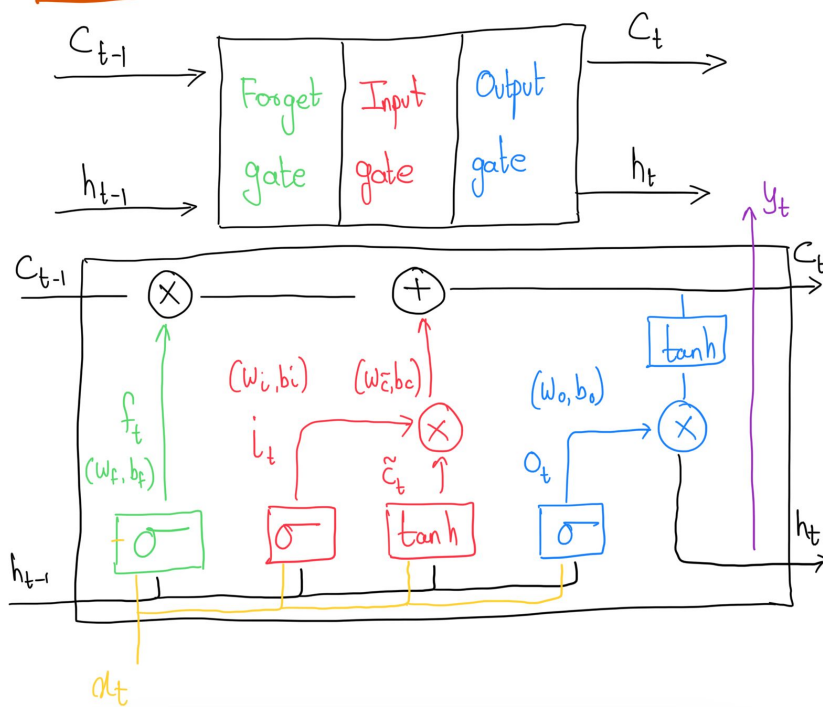 C_{t-1}
C_t
Forget gate
Input gate
Output gate
h_{t-1}
h_t
y_t
C_{t-1}
C_t
×
+
tanh
(W_i, b_i)
(W_c̃, b_c)
(W_o, b_o)
×
×
f_t
i_t
(W_f, b_f)
c̃_t
o_t
σ
σ
tanh
σ
h_t
h_{t-1}
x_t